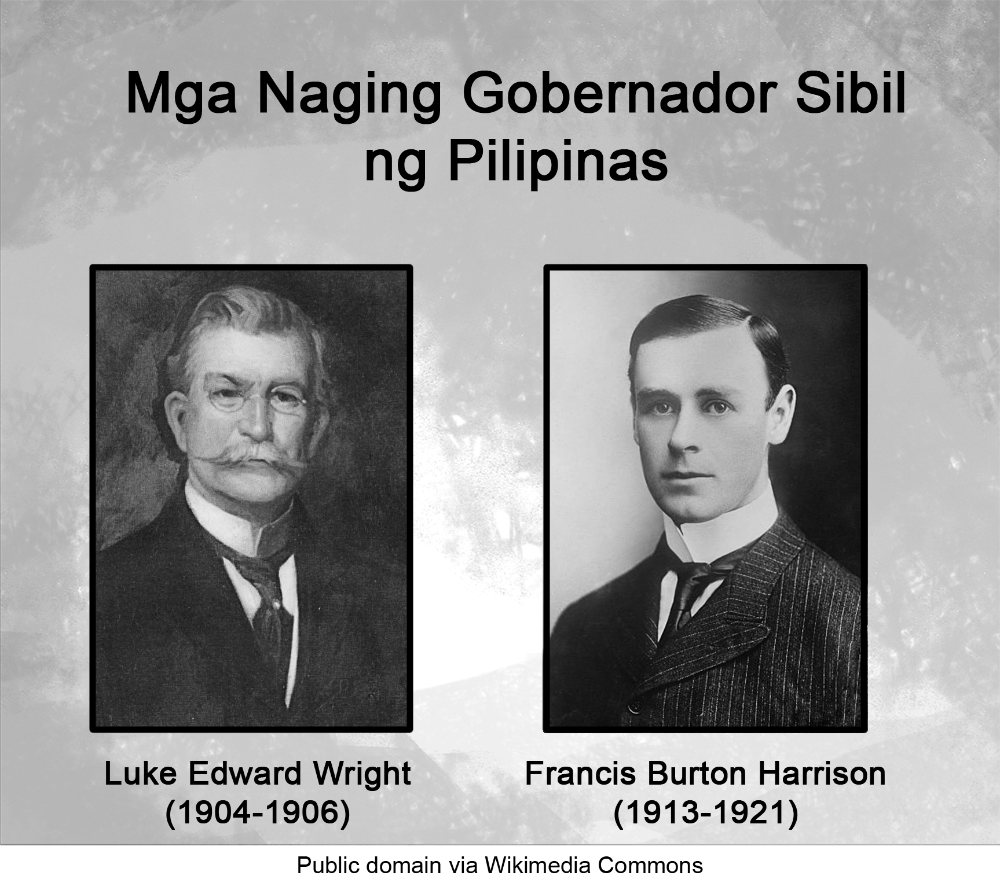 Mga Naging Gobernador Sibil
ng Pilipinas
Luke Edward Wright
(1904-1906)
Francis Burton Harrison
(1913-1921)
Public domain via Wikimedia Commons